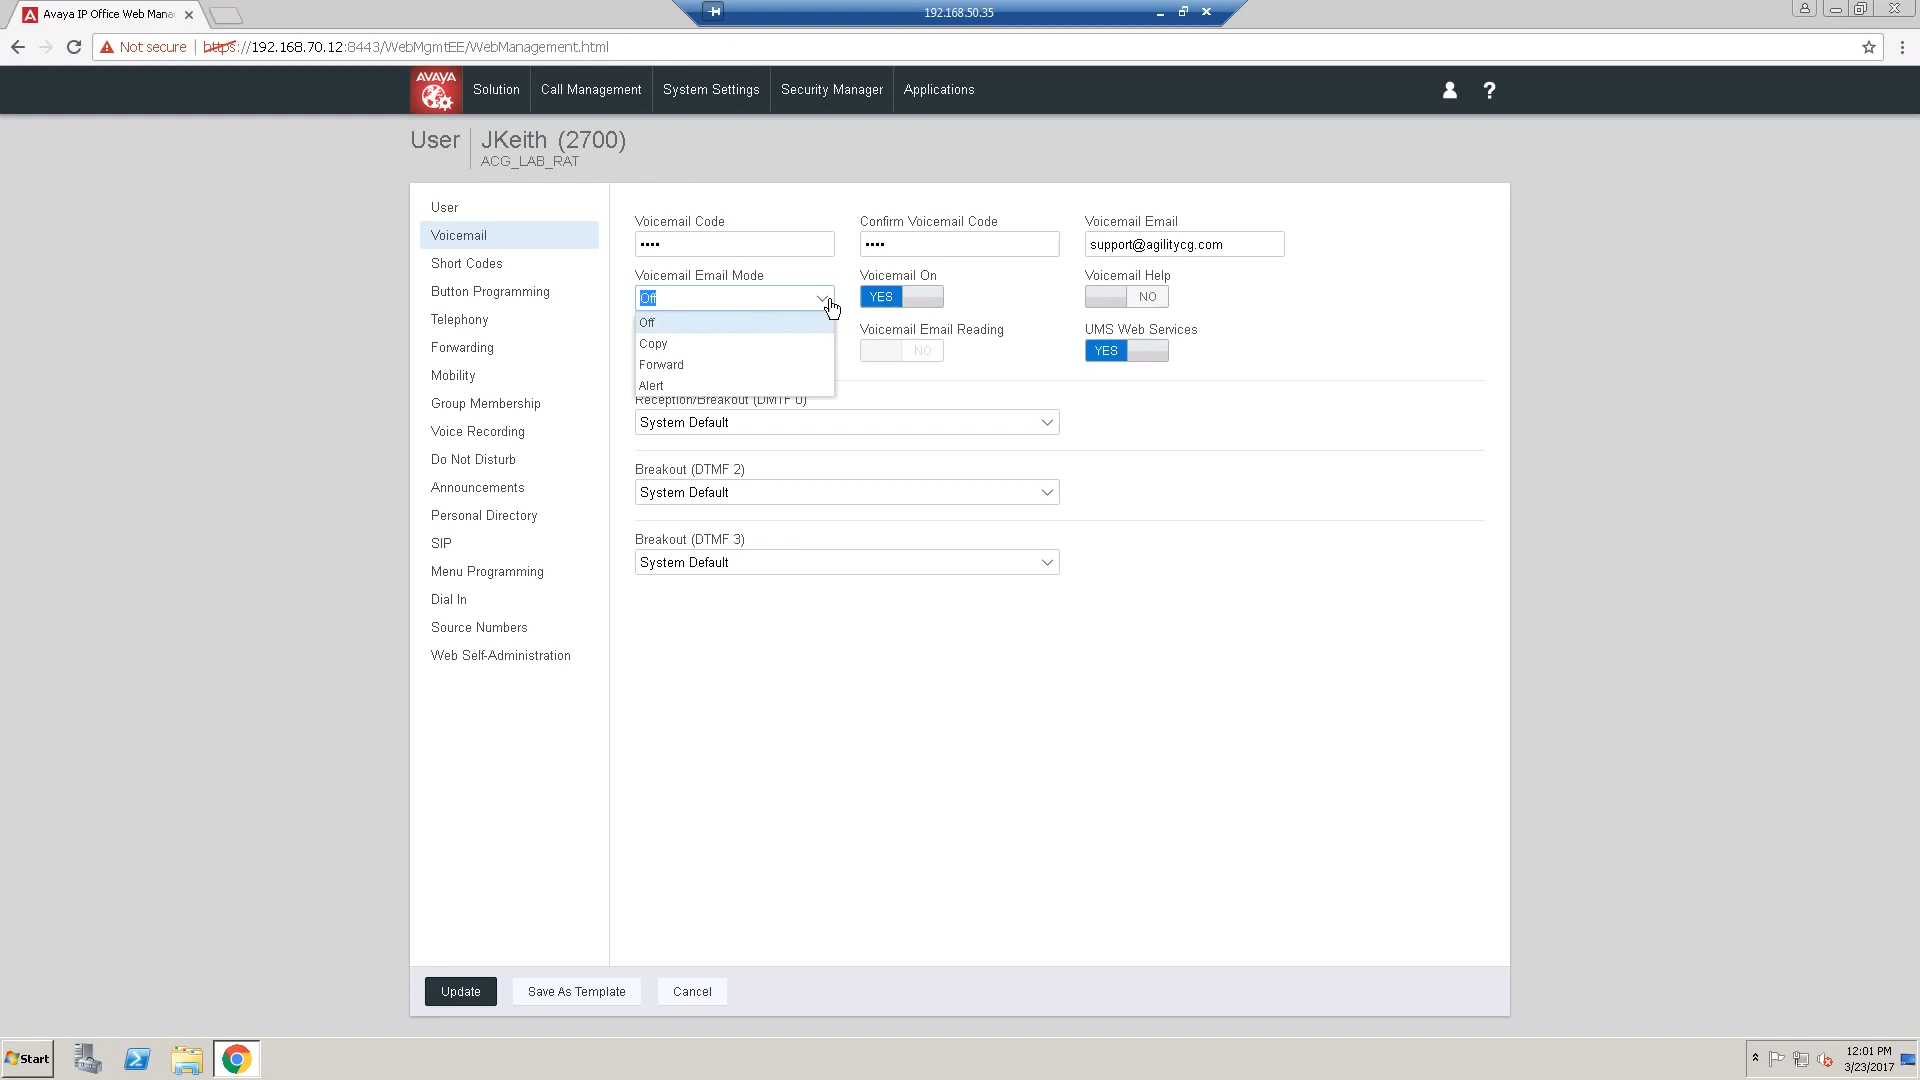 Avaya IP Office Web Mana
192.168.50.35
Not secure
https://192.168.70.12:8443/WebMgmtEE/WebManagement.html
AVAYA
Solution
Call Management
System Settings
Security Manager
Applications
?
User
JKeith (2700)
ACG_LAB_RAT
User
Voicemail
Short Codes
Button Programming
Telephony
Forwarding
Mobility
Group Membership
Voice Recording
Do Not Disturb
Announcements
Personal Directory
SIP
Menu Programming
Dial In
Source Numbers
Web Self-Administration
Voicemail Code
Confirm Voicemail Code
Voicemail Email
••••
••••
support@agilitycg.com
Voicemail Email Mode
Voicemail On
Voicemail Help
Off
YES
NO
Off
Copy
Forward
Alert
Voicemail Email Reading
UMS Web Services
NO
YES
Reception/Breakout (DMTF 0)
System Default
Breakout (DTMF 2)
System Default
Breakout (DTMF 3)
System Default
Update
Save As Template
Cancel
Start
12:01 PM
3/23/2017